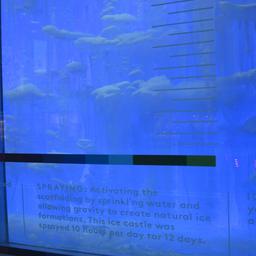 SPRAYING: Activating the
scaffolding by sprinkling water and
allowing gravity to create natural ice
formations. This ice castle was
sprayed 10 hours per day for 12 days.